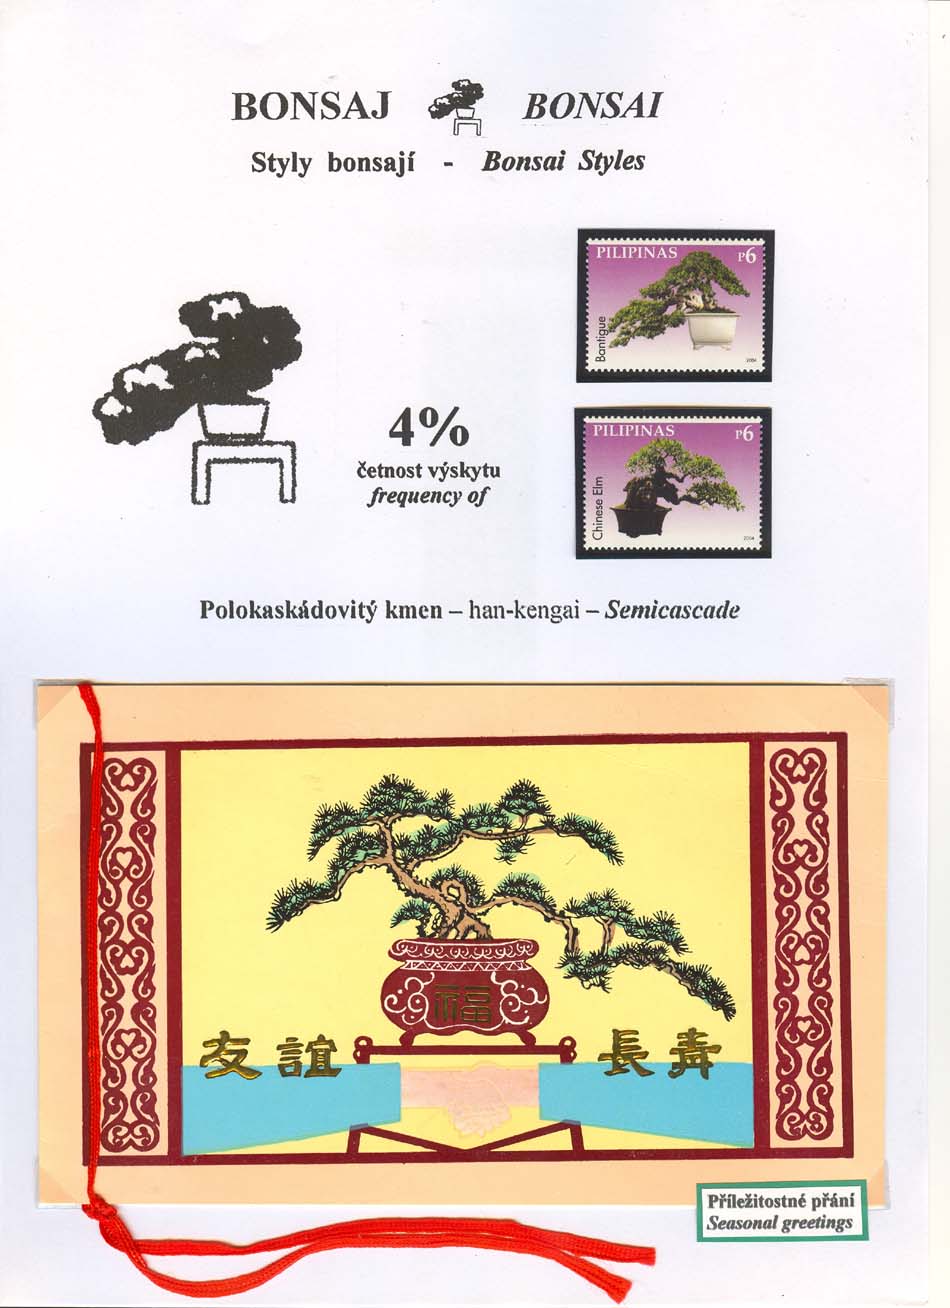 BONSAJ BONSAI
Styly bonsají - Bonsai Styles
PILIPINAS P6
Bantigue
2004
4%
četnost výskytu
frequency of
PILIPINAS P6
Chinese Elm
2004
Polokaskádovitý kmen – han-kengai – Semicascade
福
友誼 長壽
Příležitostné přání
Seasonal greetings